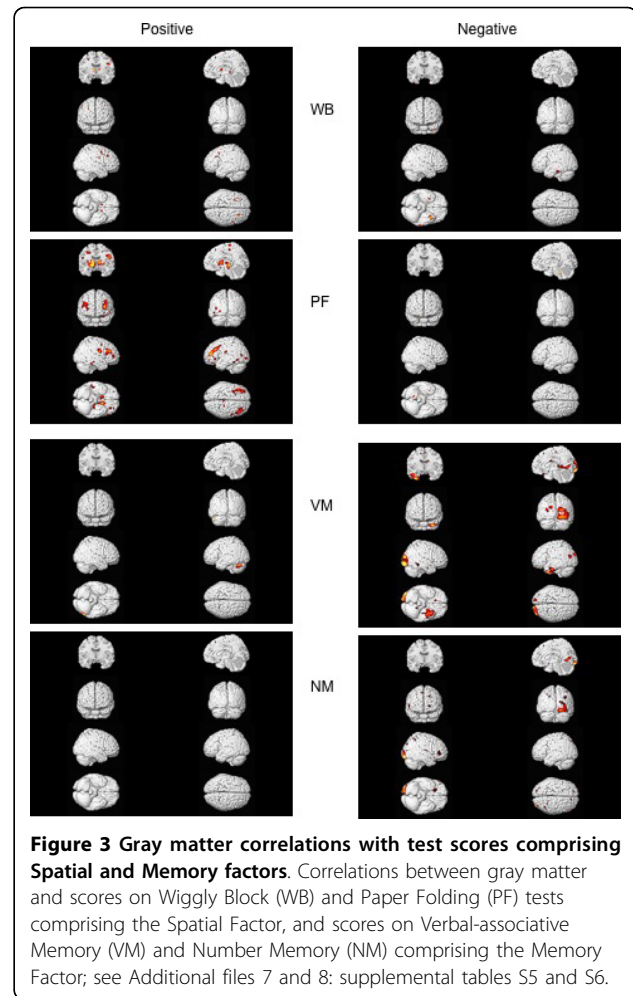 Positive Negative
WB
PF
VM
NM
Figure 3 Gray matter correlations with test scores comprising
Spatial and Memory factors. Correlations between gray matter
and scores on Wiggly Block (WB) and Paper Folding (PF) tests
comprising the Spatial Factor, and scores on Verbal-associative
Memory (VM) and Number Memory (NM) comprising the Memory
Factor; see Additional files 7 and 8: supplemental tables S5 and S6.